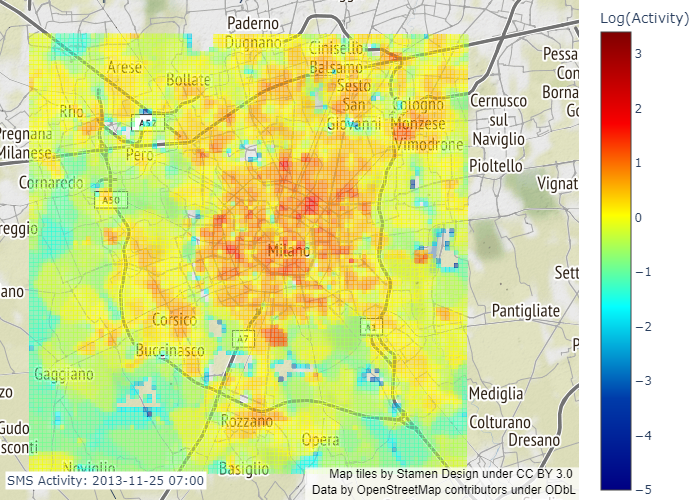 Log(Activity)
3
2
1
0
−1
−2
−3
−4
−5
Paderno
Dugnano
Cinisello
Balsamo
Arese
Bollate
Sesto
San
Giovanni
Cologno
Monzese
Vimodrone
Pessa
Con
Borna
Go
Cernusco
sul
Naviglio
Rho
A52
Pregnana
Milanese
Pero
Pioltello
Cornaredo
Vignat
A50
reggio
Milano
Sett
ano
Pantigliate
Corsico
A7
A1
P
Buccinasco
Gaggiano
zo
Mediglia
Rozzano
Colturano
Gudo
sconti
Opera
Dresano
Noviglio
Basiglio
SMS Activity: 2013-11-25 07:00
Map tiles by Stamen Design under CC BY 3.0
Data by OpenStreetMap contributors under ODbL